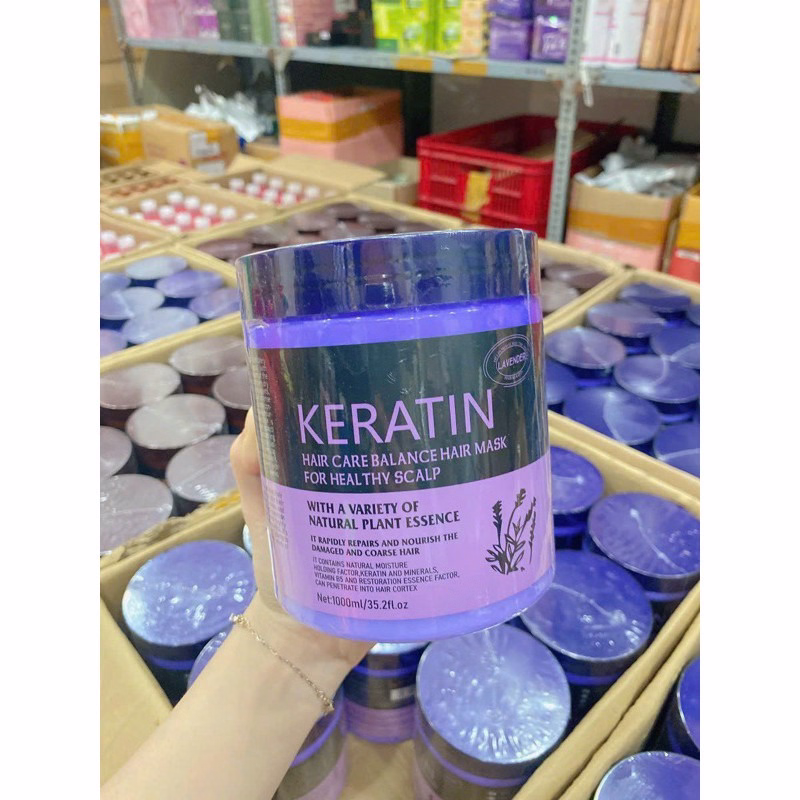 LAVENDER
KERATIN
HAIR CARE BALANCE HAIR MASK
FOR HEALTHY SCALP
WITH A VARIETY OF
NATURAL PLANT ESSENCE
IT RAPIDLY REPAIRS AND NOURISH THE
DAMAGED AND COARSE HAIR
IT CONTAINS NATURAL MOISTURE
HOLDING FACTOR,KERATIN AND MINERALS,
VITAMIN B5 AND RESTORATION ESSENCE FACTOR,
CAN PENETRATE INTO HAIR CORTEX
Net:1000ml/35.2fl.oz